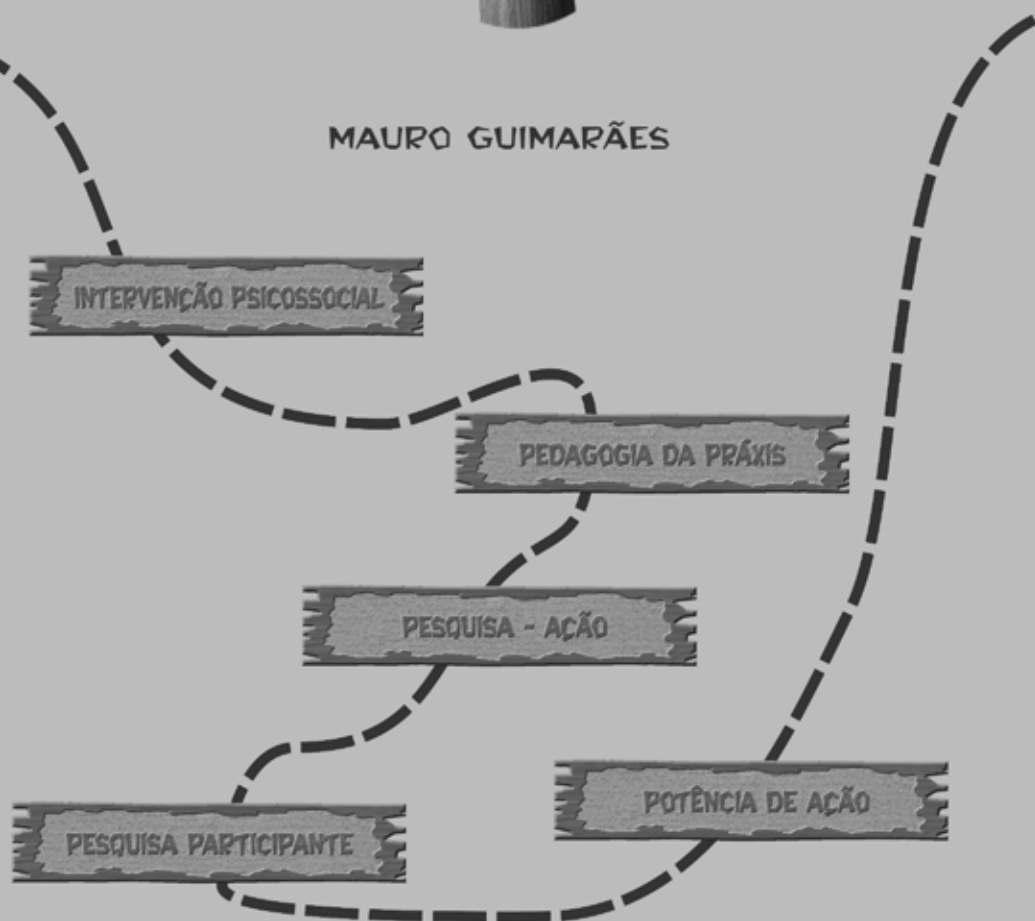 MAURO GUIMARÃES
INTERVENÇÃO PSICOSSOCIAL
PEDAGOGIA DA PRÁXIS
PESQUISA - AÇÃO
POTÊNCIA DE AÇÃO
PESQUISA PARTICIPANTE